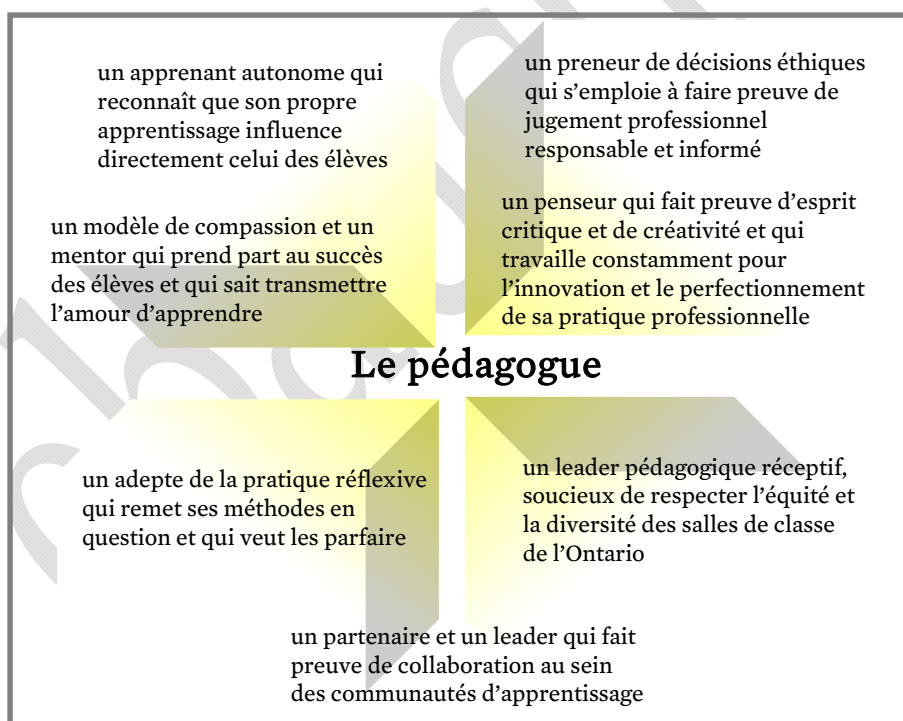 un apprenant autonome qui
reconnaît que son propre
apprentissage influence
directement celui des élèves
un preneur de décisions éthiques
qui s’emploie à faire preuve de
jugement professionnel
responsable et informé
un modèle de compassion et un
mentor qui prend part au succès
des élèves et qui sait transmettre
l’amour d’apprendre
un penseur qui fait preuve d’esprit
critique et de créativité et qui
travaille constamment pour
l’innovation et le perfectionnement
de sa pratique professionnelle
Le pédagogue
un adepte de la pratique réflexive
qui remet ses méthodes en
question et qui veut les parfaire
un leader pédagogique réceptif,
soucieux de respecter l’équité et
la diversité des salles de classe
de l’Ontario
un partenaire et un leader qui fait
preuve de collaboration au sein
des communautés d’apprentissage